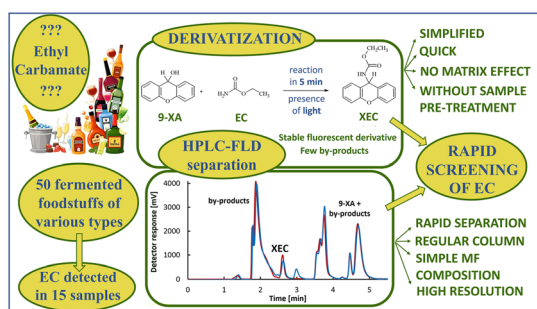 ???
Ethyl
Carbamate
???
DERIVATIZATION
OH
H₂N
O
O
+
reaction
in 5 min
presence
of light
9-XA
EC
XEC
Stable fluorescent derivative
Few by-products
SIMPLIFIED
QUICK
NO MATRIX EFFECT
WITHOUT SAMPLE
PRE-TREATMENT
HPLC-FLD
separation
RAPID
SCREENING
OF EC
50 fermented
foodstuffs of
various types
EC detected
in 15 samples
Detector response [mV]
4000
3000
2000
1000
0
0
1
2
3
4
5
Time [min]
by-products
XEC
9-XA +
by-products
RAPID SEPARATION
REGULAR COLUMN
SIMPLE MF
COMPOSITION
HIGH RESOLUTION